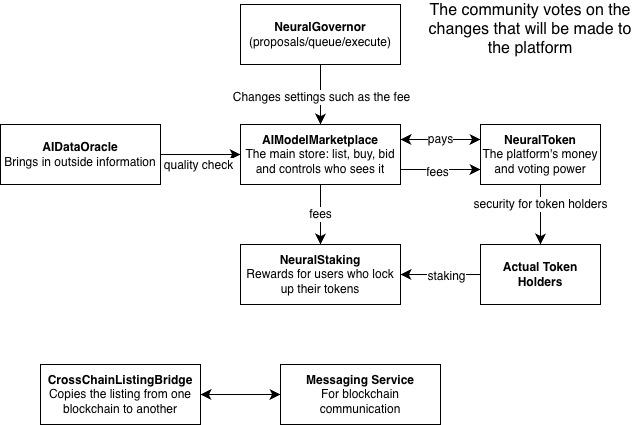 NeuralGovernor
(proposals/queue/execute)
The community votes on the
changes that will be made to
the platform
Changes settings such as the fee
AIDataOracle
Brings in outside information
quality check
AIModelMarketplace
The main store: list, buy, bid
and controls who sees it
pays
fees
NeuralToken
The platform's money
and voting power
fees
security for token holders
NeuralStaking
Rewards for users who lock
up their tokens
staking
Actual Token
Holders
CrossChainListingBridge
Copies the listing from one
blockchain to another
Messaging Service
For blockchain
communication